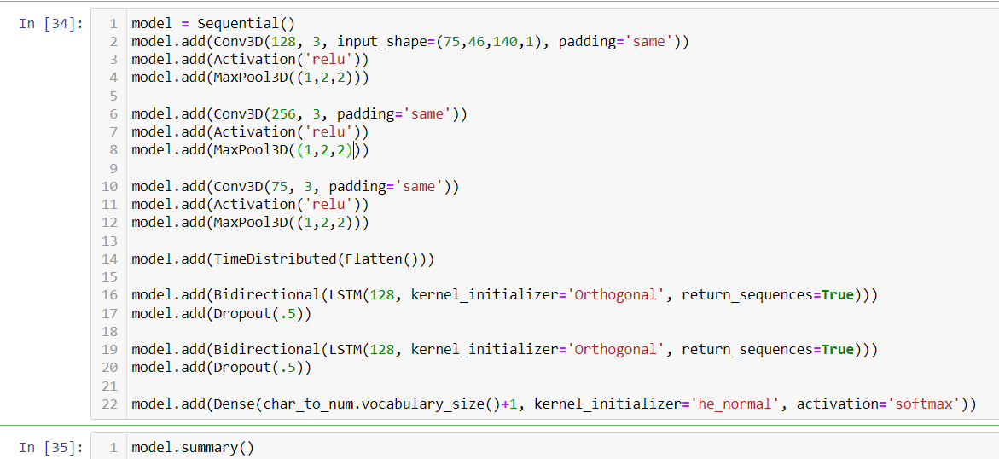 In [34]:
1 model = Sequential()
2 model.add(Conv3D(128, 3, input_shape=(75,46,140,1), padding='same'))
3 model.add(Activation('relu'))
4 model.add(MaxPool3D((1,2,2)))
5
6 model.add(Conv3D(256, 3, padding='same'))
7 model.add(Activation('relu'))
8 model.add(MaxPool3D((1,2,2)))
9
10 model.add(Conv3D(75, 3, padding='same'))
11 model.add(Activation('relu'))
12 model.add(MaxPool3D((1,2,2)))
13
14 model.add(TimeDistributed(Flatten()))
15
16 model.add(Bidirectional(LSTM(128, kernel_initializer='Orthogonal', return_sequences=True)))
17 model.add(Dropout(.5))
18
19 model.add(Bidirectional(LSTM(128, kernel_initializer='Orthogonal', return_sequences=True)))
20 model.add(Dropout(.5))
21
22 model.add(Dense(char_to_num.vocabulary_size()+1, kernel_initializer='he_normal', activation='softmax'))
In [35]:
1 model.summary()